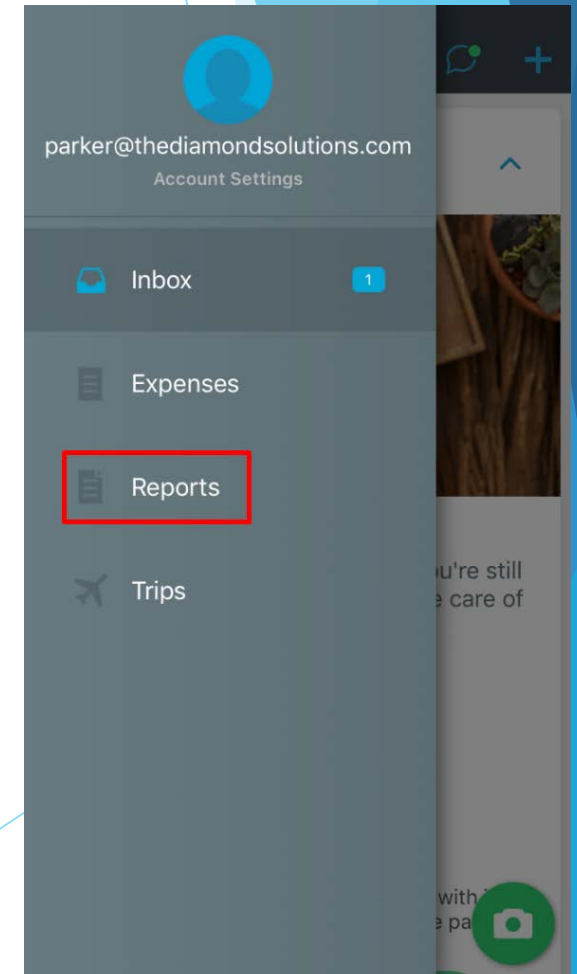 parker@thediamondsolutions.com
Account Settings
Inbox
1
Expenses
Reports
Trips
u're still
care of
with
pa